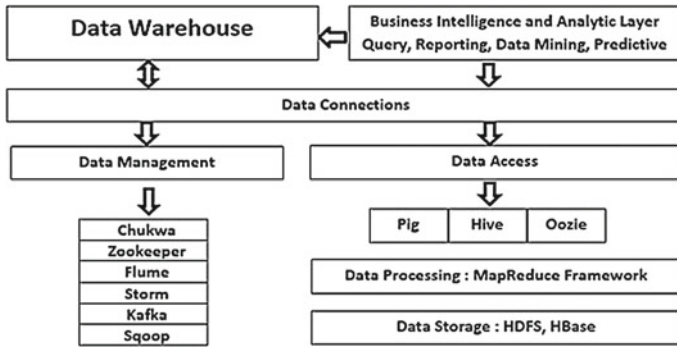 Data Warehouse
Business Intelligence and Analytic Layer
Query, Reporting, Data Mining, Predictive
Data Connections
Data Management
Data Access
Chukwa
Zookeeper
Flume
Storm
Kafka
Sqoop
Pig
Hive
Oozie
Data Processing : MapReduce Framework
Data Storage : HDFS, HBase